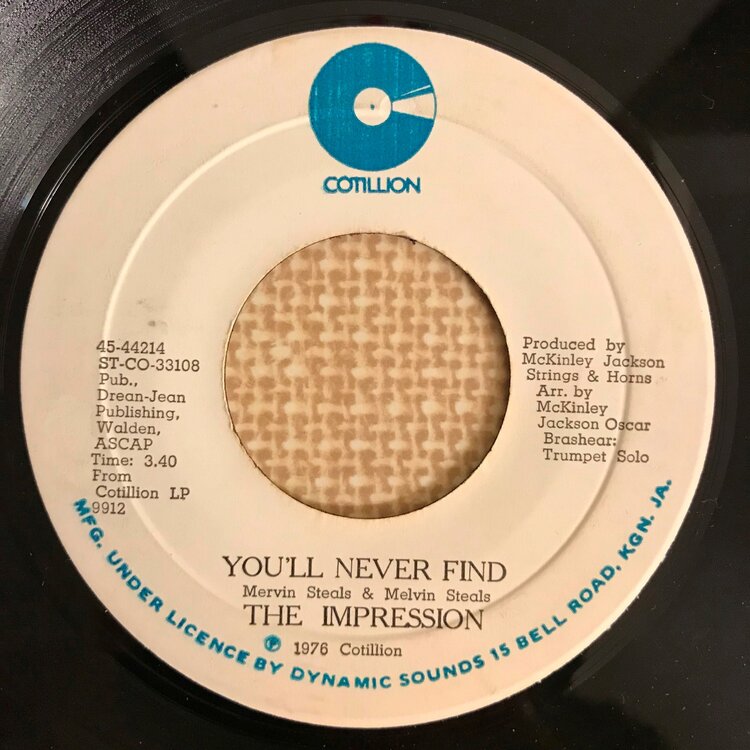 COTILLION
45-44214
ST-CO-33108
Pub.,
Drean-Jean
Publishing,
Walden,
ASCAP
Time: 3.40
From
Cotillion LP
9912
Produced by
McKinley Jackson
Strings & Horns
Arr. by
McKinley
Jackson Oscar
Brashear:
Trumpet Solo
YOU'LL NEVER FIND
Mervin Steals & Melvin Steals
THE IMPRESSION
℗ 1976 Cotillion
MFG. UNDER LICENCE BY DYNAMIC SOUNDS 15 BELL ROAD, KGN. JA.